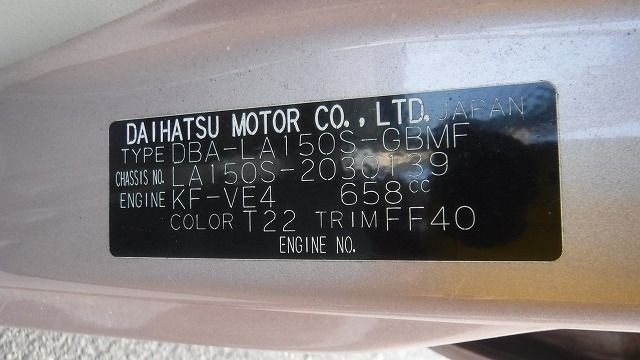 DAIHATSU MOTOR CO., LTD. JAPAN
TYPE DBA-LA150S-GBMF
CHASSIS NO. LA150S-2030139
ENGINE KF-VE4 658cc
COLOR T22 TRIM FF40
ENGINE NO.